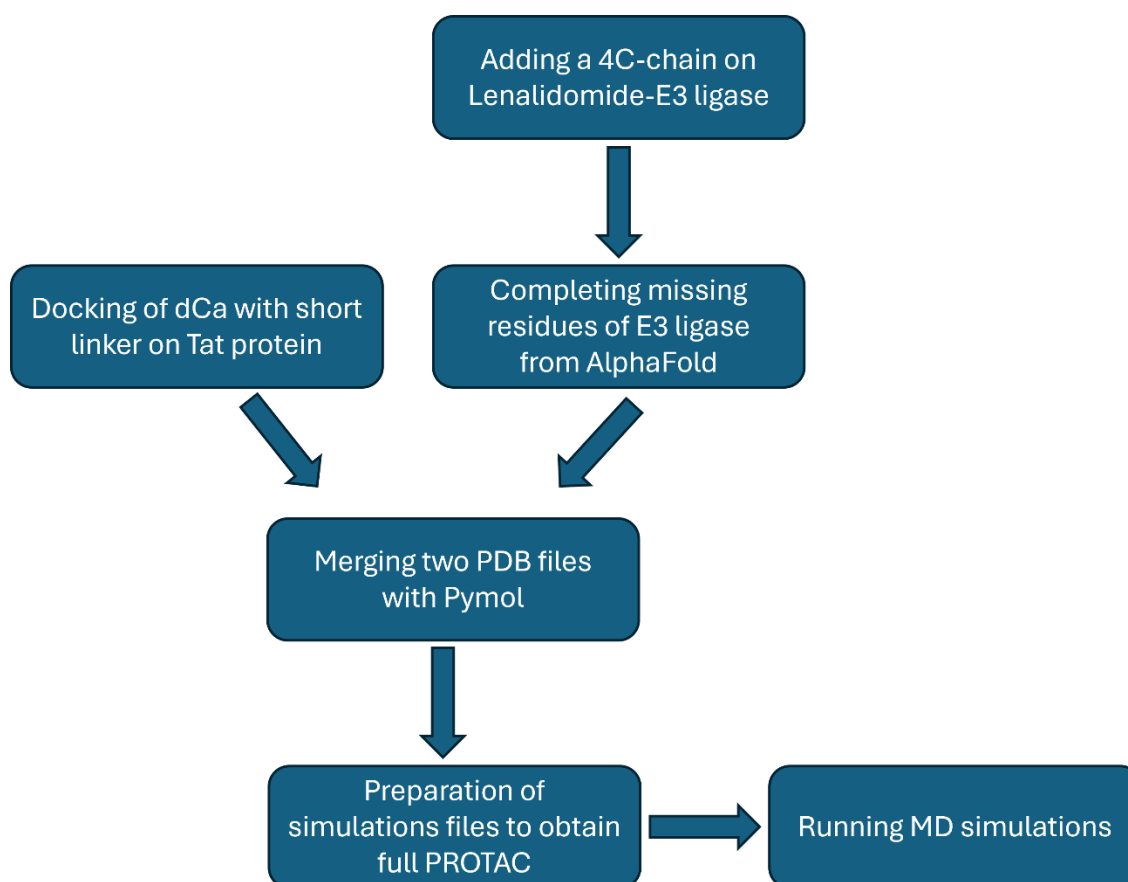 Adding a 4C-chain on
Lenalidomide-E3 ligase
Docking of dCa with short
linker on Tat protein
Completing missing
residues of E3 ligase
from AlphaFold
Merging two PDB files
with Pymol
Preparation of
simulations files to obtain
full PROTAC
Running MD simulations